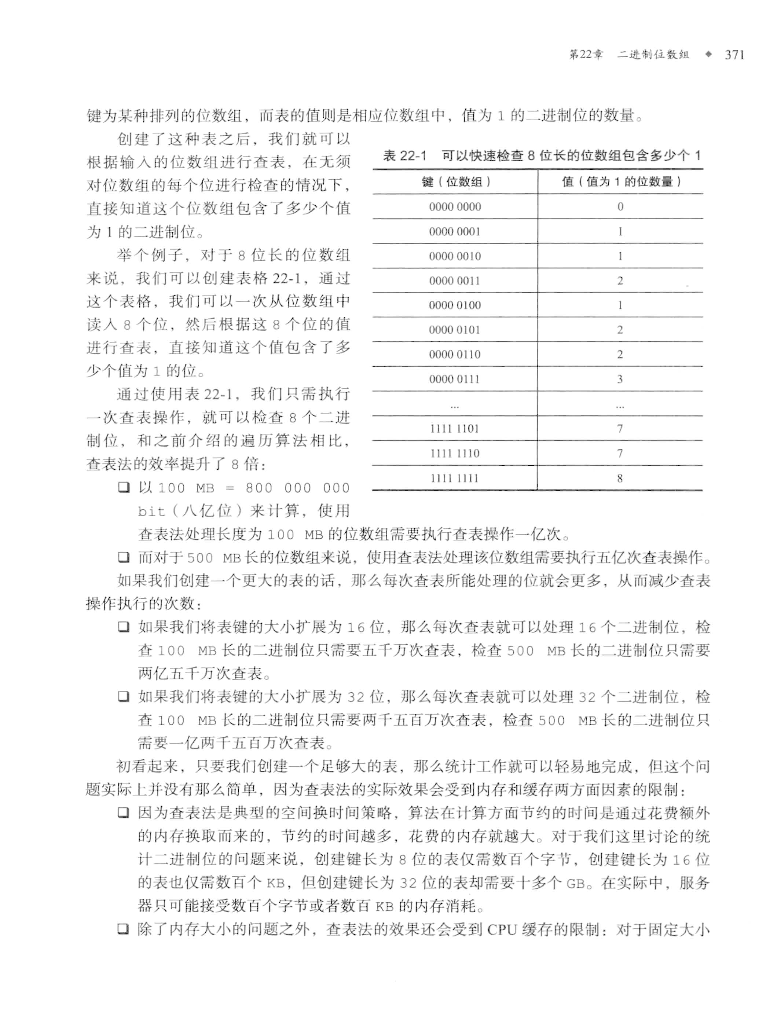 第22章 二进制位数组 ◆ 371
键为某种排列的位数组，而表的值则是相应位数组中，值为 1 的二进制位的数量。
创建了这种表之后，我们就可以
根据输入的位数组进行查表，在无须
对位数组的每个位进行检查的情况下，
直接知道这个位数组包含了多少个值
为 1 的二进制位。
举个例子，对于 8 位长的位数组
来说，我们可以创建表格 22-1，通过
这个表格，我们可以一次从位数组中
读入 8 个位，然后根据这 8 个位的值
进行查表，直接知道这个值包含了多
少个值为 1 的位。
通过使用表 22-1，我们只需执行
一次查表操作，就可以检查 8 个二进
制位，和之前介绍的遍历算法相比，
查表法的效率提升了 8 倍：
❑ 以 100 MB = 800 000 000
bit（八亿位）来计算，使用
表 22-1 可以快速检查 8 位长的位数组包含多少个 1
键（位数组） 值（值为 1 的位数量）
0000 0000 0
0000 0001 1
0000 0010 1
0000 0011 2
0000 0100 1
0000 0101 2
0000 0110 2
0000 0111 3
... ...
1111 1101 7
1111 1110 7
1111 1111 8
查表法处理长度为 100 MB 的位数组需要执行查表操作一亿次。
❑ 而对于 500 MB 长的位数组来说，使用查表法处理该位数组需要执行五亿次查表操作。
如果我们创建一个更大的表的话，那么每次查表所能处理的位就会更多，从而减少查表
操作执行的次数：
❑ 如果我们将表键的大小扩展为 16 位，那么每次查表就可以处理 16 个二进制位，检
查 100 MB 长的二进制位只需要五千万次查表，检查 500 MB 长的二进制位只需要
两亿五千万次查表。
❑ 如果我们将表键的大小扩展为 32 位，那么每次查表就可以处理 32 个二进制位，检
查 100 MB 长的二进制位只需要两千五百万次查表，检查 500 MB 长的二进制位只
需要一亿两千五百万次查表。
初看起来，只要我们创建一个足够大的表，那么统计工作就可以轻易地完成，但这个问
题实际上并没有那么简单，因为查表法的实际效果会受到内存和缓存两方面因素的限制：
❑ 因为查表法是典型的空间换时间策略，算法在计算方面节约的时间是通过花费额外
的内存换取而来的，节约的时间越多，花费的内存就越大。对于我们这里讨论的统
计二进制位的问题来说，创建键长为 8 位的表仅需数百个字节，创建键长为 16 位
的表也仅需数百个 KB，但创建键长为 32 位的表却需要十多个 GB。在实际中，服务
器只可能接受数百个字节或者数百 KB 的内存消耗。
❑ 除了内存大小的问题之外，查表法的效果还会受到 CPU 缓存的限制：对于固定大小